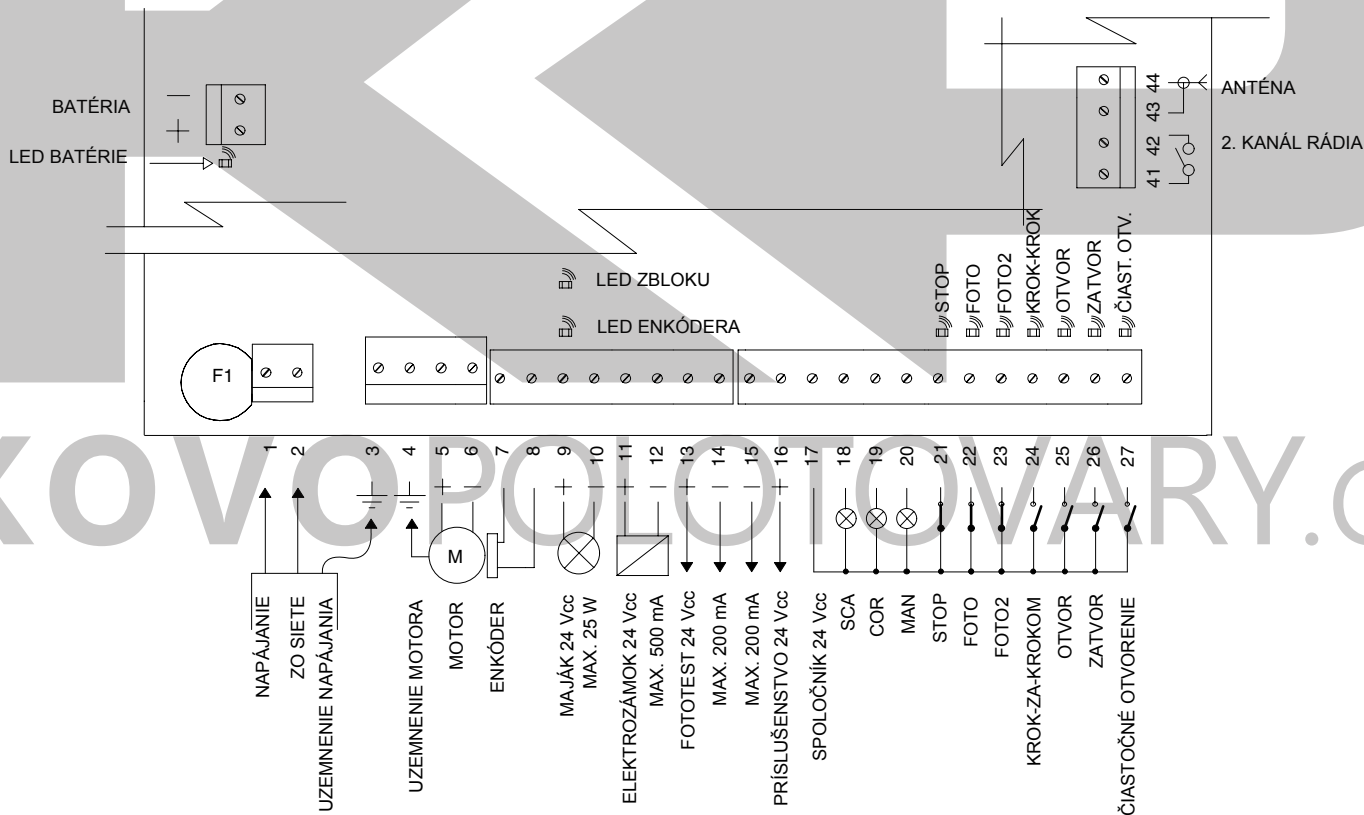 BATÉRIA
LED BATÉRIE
44
43
42
41
ANTÉNA
2. KANÁL RÁDIA
LED ZBLOKU
LED ENKÓDERA
STOP
FOTO
FOTO2
KROK-KROK
OTVOR
ZATVOR
ČIAST. OTV.
F1
1
2
3
4
5
6
7
8
9
10
11
12
13
14
15
16
17
18
19
20
21
22
23
24
25
26
27
KOVOPOLOTOVARY.
M
NAPÁJANIE
ZO SIETE
UZEMNENIE NAPÁJANIA
UZEMNENIE MOTORA
MOTOR
ENKÓDER
MAJÁK 24 Vcc
MAX. 25 W
ELEKTROZÁMOK 24 Vcc
MAX. 500 mA
FOTOTEST 24 Vcc
MAX. 200 mA
MAX. 200 mA
PRÍSLUŠENSTVO 24 Vcc
SPOLOČNÍK 24 Vcc
SCA
COR
MAN
STOP
FOTO
FOTO2
KROK-ZA-KROKOM
OTVOR
ZATVOR
ČIASTOČNÉ OTVORENIE